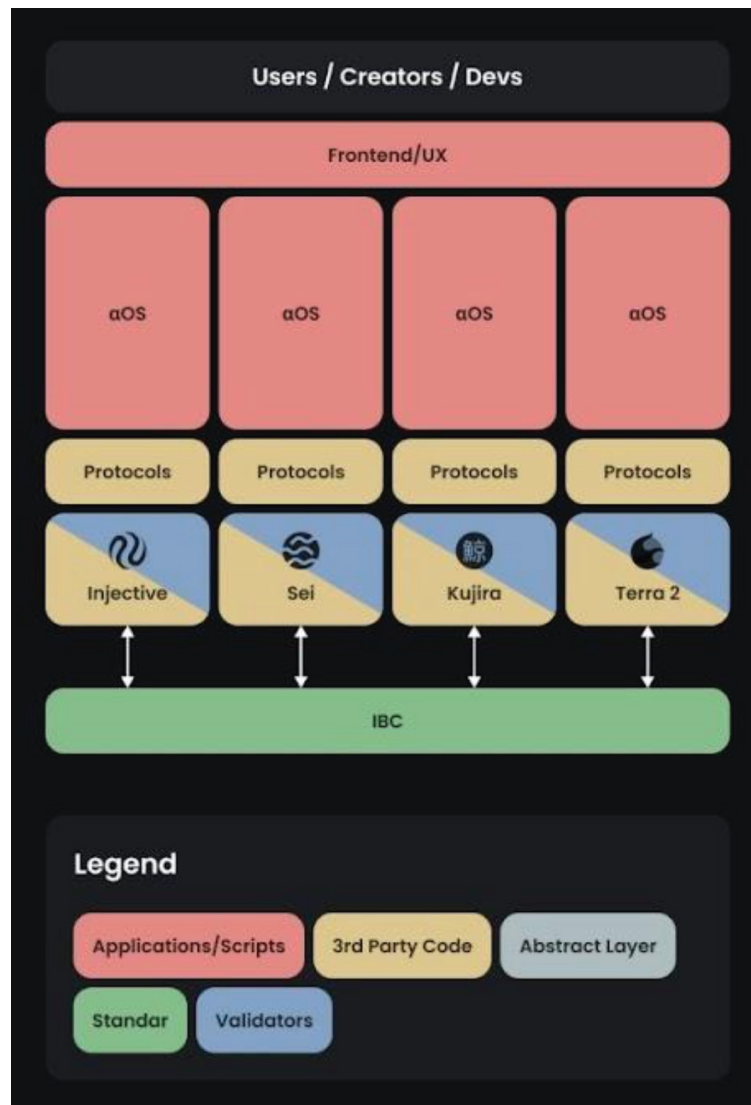 Users / Creators / Devs
Frontend/UX
αOS αOS αOS αOS
Protocols Protocols Protocols Protocols
鯨
Injective Sei Kujira Terra 2
IBC
Legend
Applications/Scripts 3rd Party Code Abstract Layer
Standar Validators